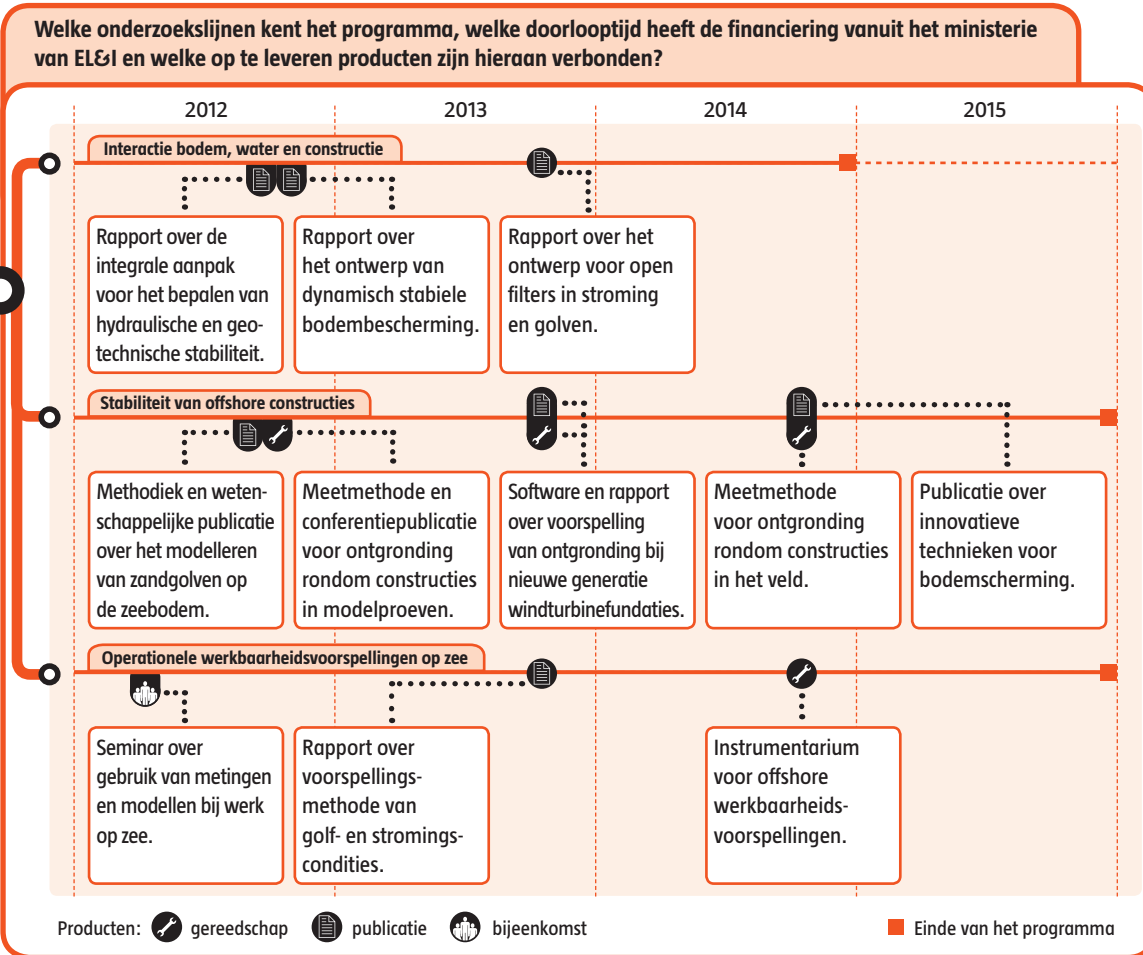 Welke onderzoekslijnen kent het programma, welke doorlooptijd heeft de financiering vanuit het ministerie
van EL&I en welke op te leveren producten zijn hieraan verbonden?
2012
2013
2014
2015
Interactie bodem, water en constructie
Rapport over de
integrale aanpak
voor het bepalen van
hydraulische en geo-
technische stabiliteit.
Rapport over
het ontwerp van
dynamisch stabiele
bodembescherming.
Rapport over het
ontwerp voor open
filters in stroming
en golven.
Stabiliteit van offshore constructies
Methodiek en weten-
schappelijke publicatie
over het modelleren
van zandgolven op
de zeebodem.
Meetmethode en
conferentiepublicatie
voor ontgronding
rondom constructies
in modelproeven.
Software en rapport
over voorspelling
van ontgronding bij
nieuwe generatie
windturbinefundaties.
Meetmethode
voor ontgronding
rondom constructies
in het veld.
Publicatie over
innovatieve
technieken voor
bodemscherming.
Operationele werkbaarheidsvoorspellingen op zee
Seminar over
gebruik van metingen
en modellen bij werk
op zee.
Rapport over
voorspellings-
methode van
golf- en stromings-
condities.
Instrumentarium
voor offshore
werkbaarheids-
voorspellingen.
Producten: gereedschap publicatie bijeenkomst
Einde van het programma